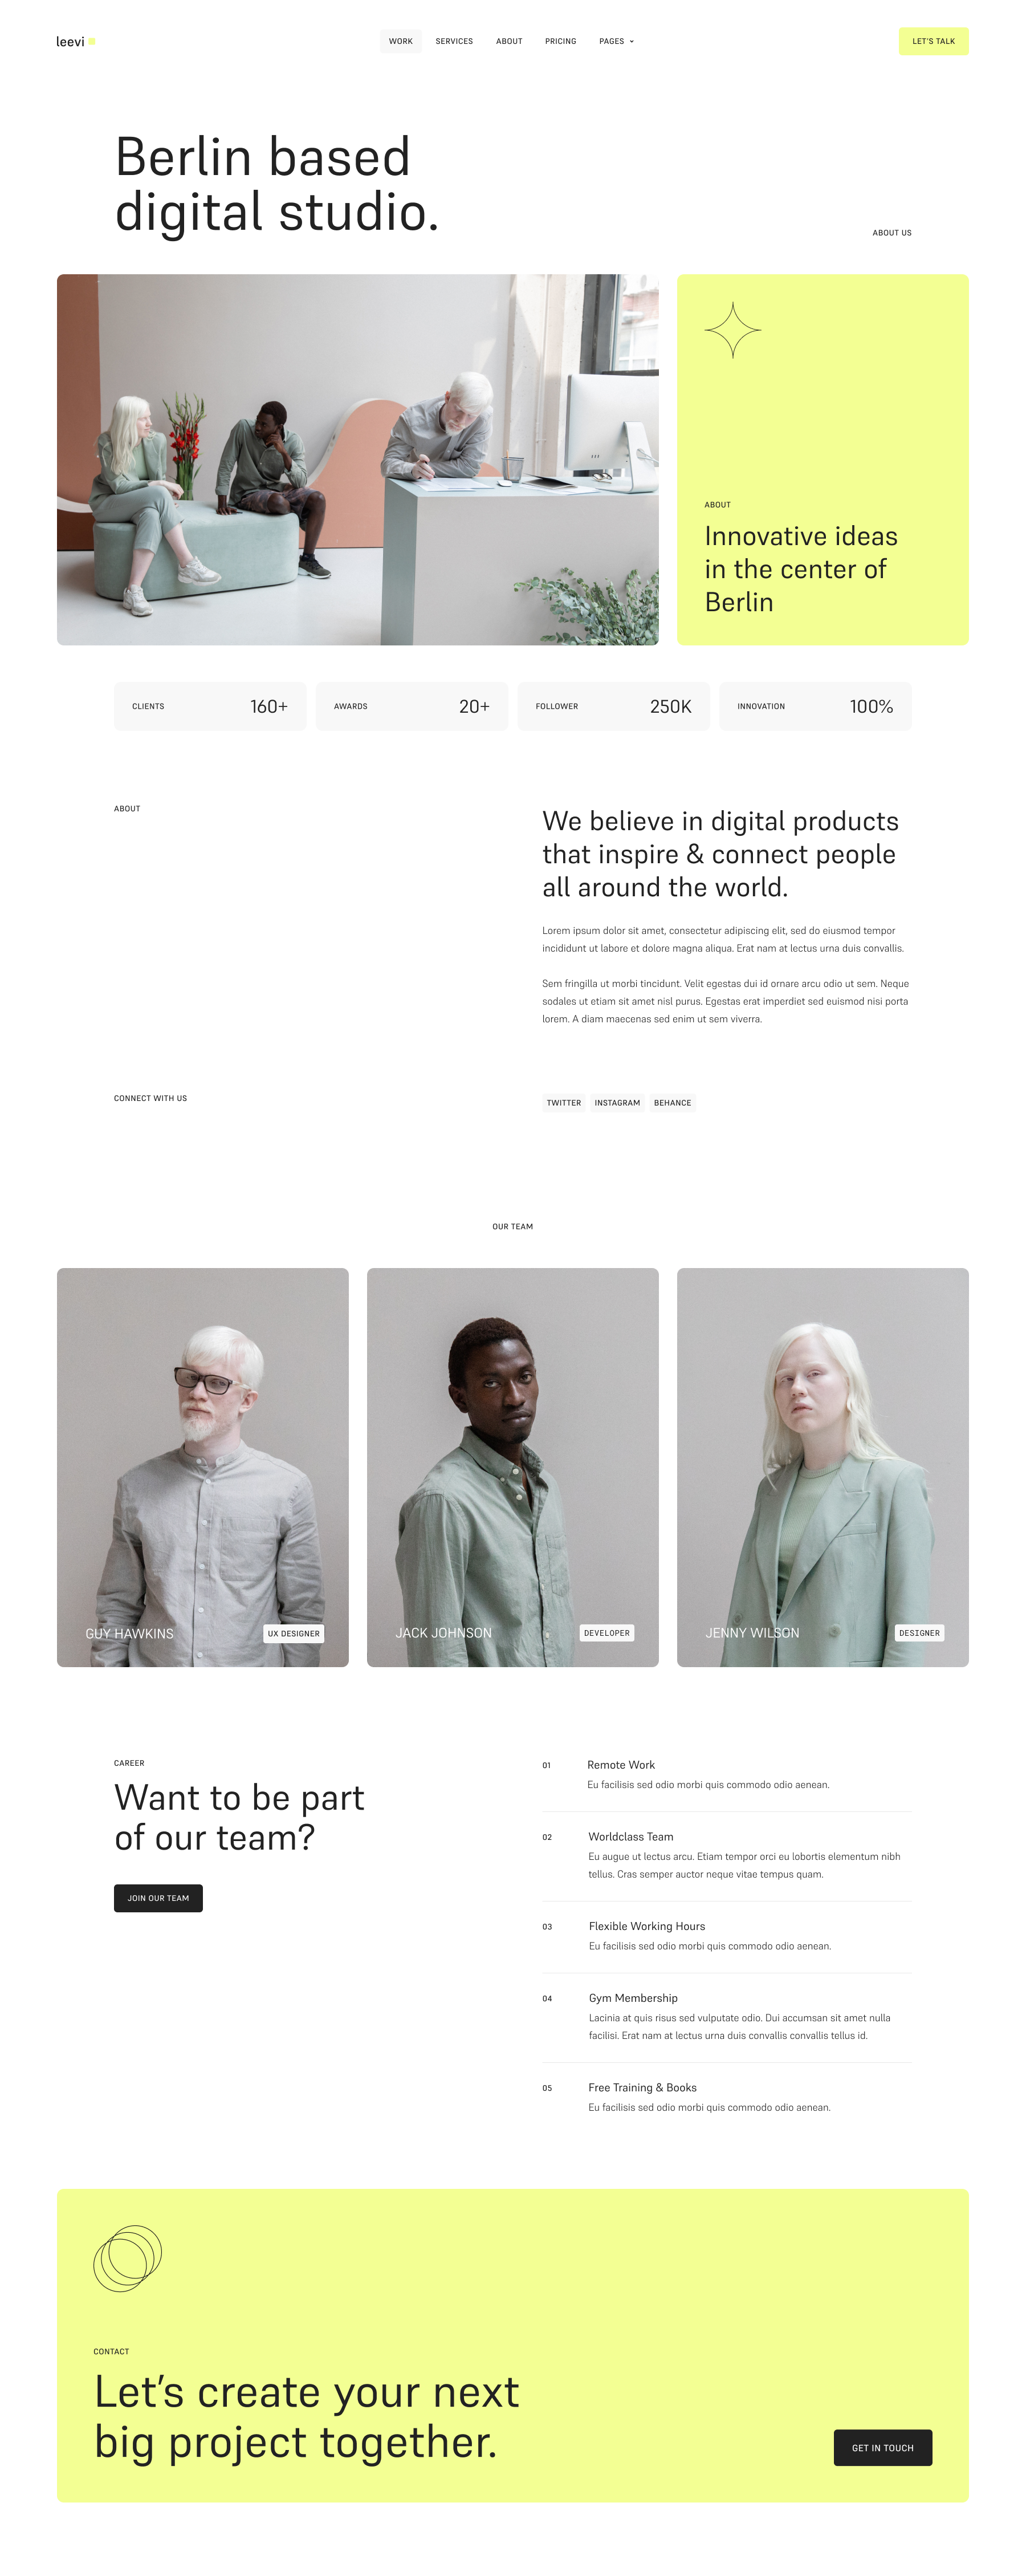 leevi
WORK
SERVICES
ABOUT
PRICING
PAGES
LET'S TALK
Berlin based
digital studio.
ABOUT US
ABOUT
Innovative ideas
in the center of
Berlin
CLIENTS
160+
AWARDS
20+
FOLLOWER
250K
INNOVATION
100%
ABOUT
We believe in digital products
that inspire & connect people
all around the world.
Lorem ipsum dolor sit amet, consectetur adipiscing elit, sed do eiusmod tempor
incididunt ut labore et dolore magna aliqua. Erat nam at lectus urna duis convallis.
Sem fringilla ut morbi tincidunt. Velit egestas dui id ornare arcu odio ut sem. Neque
sodales ut etiam sit amet nisl purus. Egestas erat imperdiet sed euismod nisi porta
lorem. A diam maecenas sed enim ut sem viverra.
CONNECT WITH US
TWITTER
INSTAGRAM
BEHANCE
OUR TEAM
GUY HAWKINS
UX DESIGNER
JACK JOHNSON
DEVELOPER
JENNY WILSON
DESIGNER
CAREER
Want to be part
of our team?
JOIN OUR TEAM
01
Remote Work
Eu facilisis sed odio morbi quis commodo odio aenean.
02
Worldclass Team
Eu augue ut lectus arcu. Etiam tempor orci eu lobortis elementum nibh
tellus. Cras semper auctor neque vitae tempus quam.
03
Flexible Working Hours
Eu facilisis sed odio morbi quis commodo odio aenean.
04
Gym Membership
Lacinia at quis risus sed vulputate odio. Dui accumsan sit amet nulla
facilisi. Erat nam at lectus urna duis convallis convallis tellus id.
05
Free Training & Books
Eu facilisis sed odio morbi quis commodo odio aenean.
CONTACT
Let’s create your next
big project together.
GET IN TOUCH